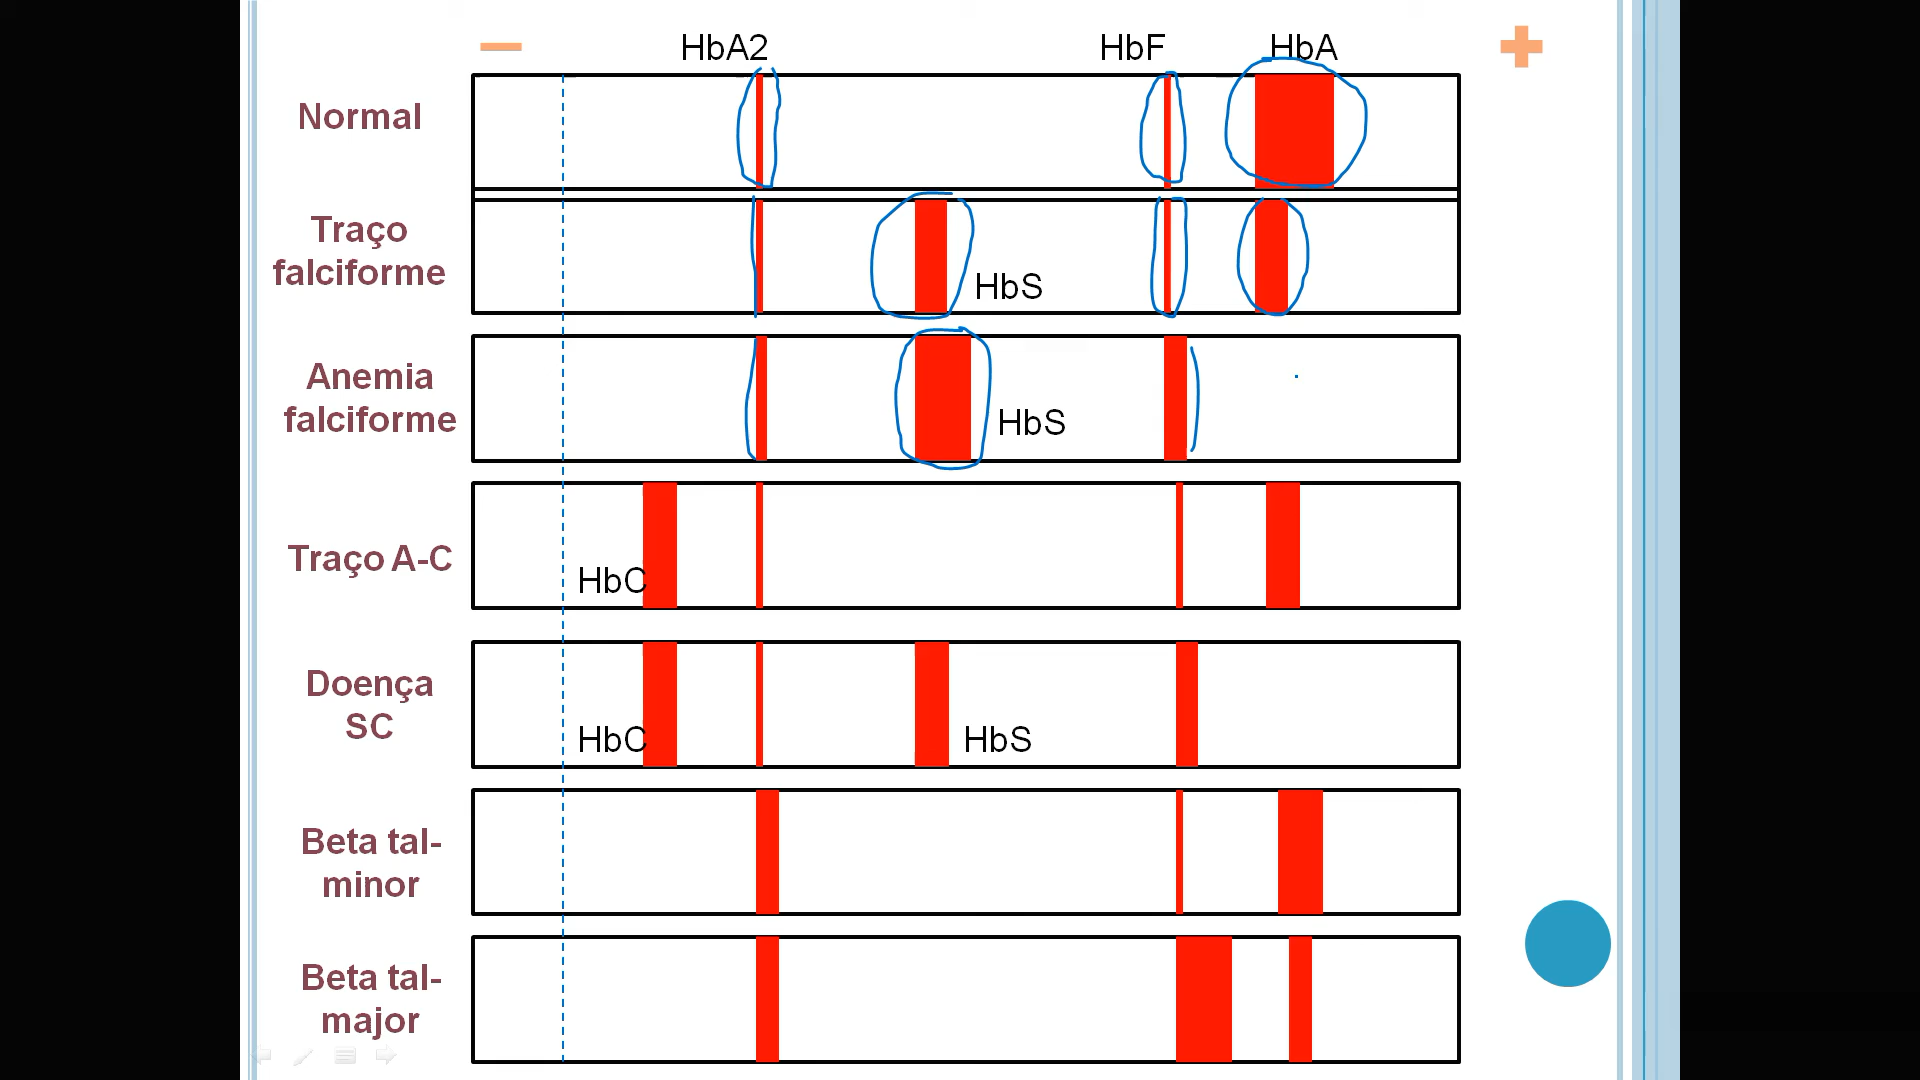 − HbA2 HbF HbA +
Normal
Traço
falciforme
HbS
Anemia
falciforme
HbS
Traço A-C
HbC
Doença
SC
HbC HbS
Beta tal-
minor
Beta tal-
major